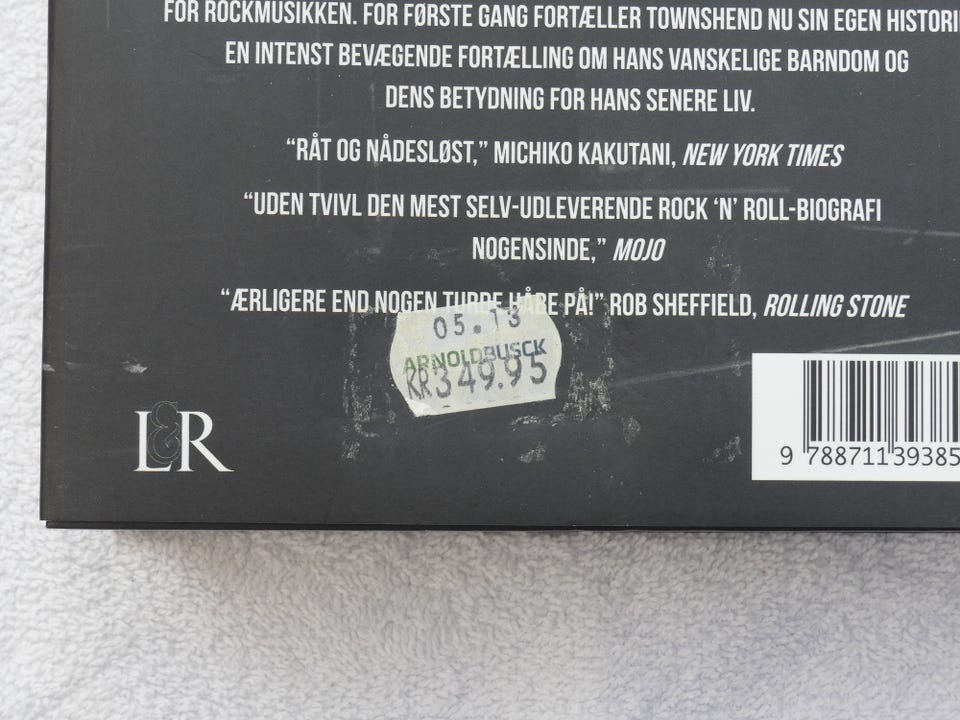 FOR ROCKMUSIKKEN. FOR FØRSTE GANG FORTÆLLER TOWNSHEND NU SIN EGEN HISTORI
EN INTENST BEVÆGENDE FORTÆLLING OM HANS VANSKELIGE BARNDOM OG
DENS BETYDNING FOR HANS SENERE LIV.
“RÅT OG NÅDESLØST,” MICHIKO KAKUTANI, NEW YORK TIMES
“UDEN TVIVL DEN MEST SELV-UDLEVERENDE ROCK ‘N’ ROLL-BIOGRAFI
NOGENSINDE,” MOJO
“ÆRLIGERE END NOGEN TURDE HÅBE PÅ!” ROB SHEFFIELD, ROLLING STONE
05.13
ARNOLD BUSCK
KR349.95
L&R
9 788711 39385